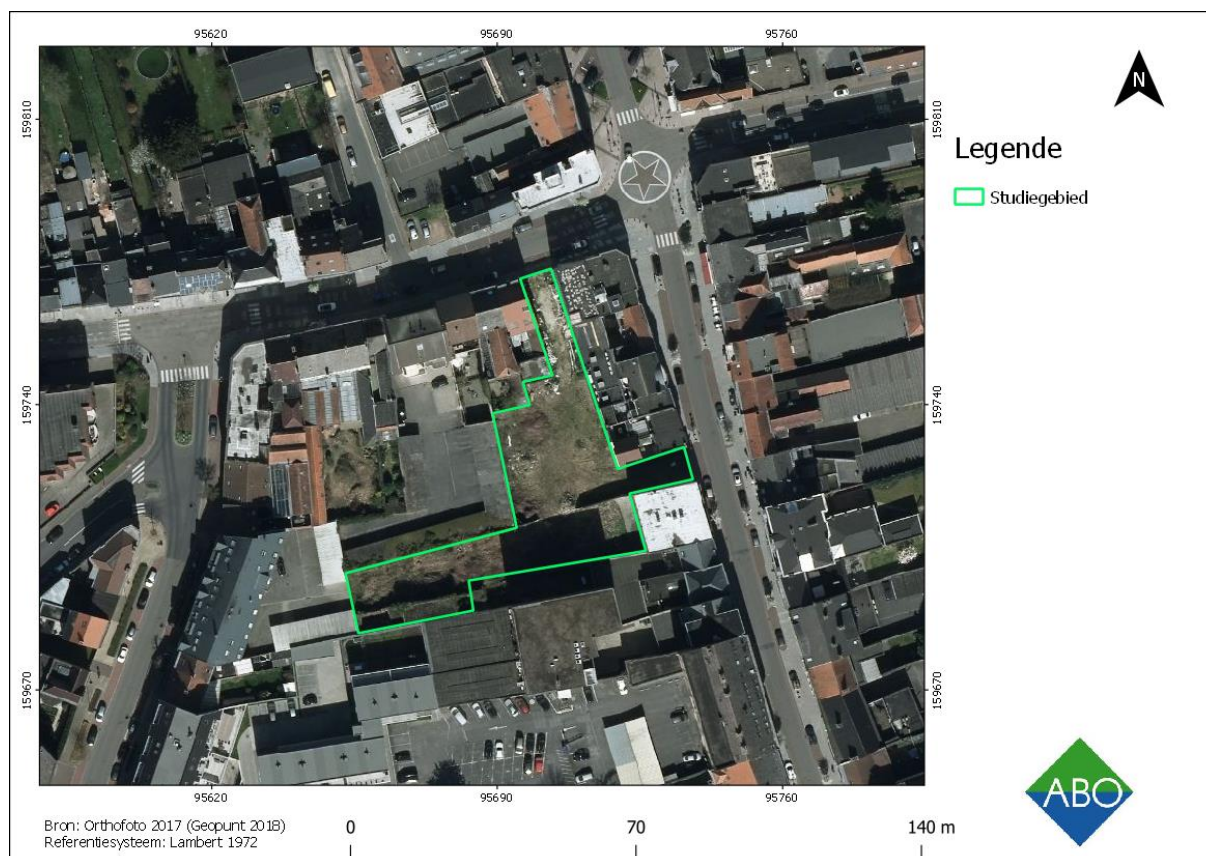 95620 95690 95760
N
159810 159810
Legende
Studiegebied
159740 159740
159670 159670
95620 95690 95760
ABO
Bron: Orthofoto 2017 (Geopunt 2018)
Referentiesysteem: Lambert 1972
0 70 140 m